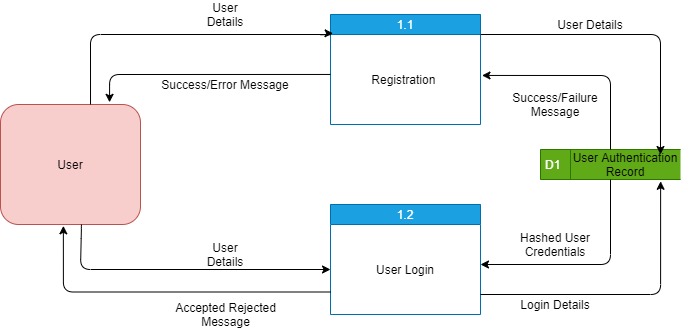 User
Details
1.1
User Details
Registration
Success/Error Message
Success/Failure
Message
User
D1
User Authentication
Record
1.2
User
Details
User Login
Hashed User
Credentials
Accepted Rejected
Message
Login Details